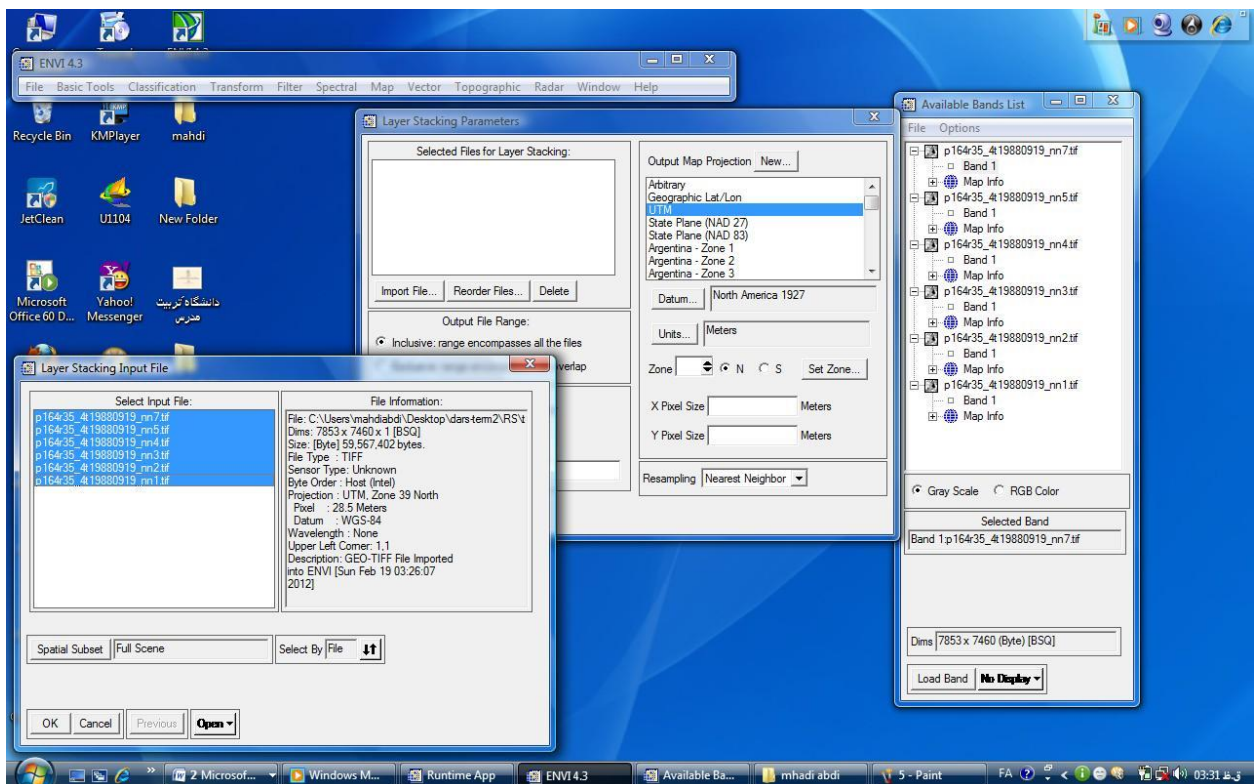 ENVI 4.3
File Basic Tools Classification Transform Filter Spectral Map Vector Topographic Radar Window Help
Recycle Bin
KMPlayer
mahdi
JetClean
U1104
New Folder
Microsoft
Office 60 D...
Yahoo!
Messenger
دانشگاه تربیت
مدرس
Layer Stacking Parameters
Selected Files for Layer Stacking:
Import File... Reorder Files... Delete
Output File Range:
Inclusive: range encompasses all the files
verlap
Output Map Projection New...
Arbitrary
Geographic Lat/Lon
UTM
State Plane (NAD 27)
State Plane (NAD 83)
Argentina - Zone 1
Argentina - Zone 2
Argentina - Zone 3
Datum... North America 1927
Units... Meters
Zone N S Set Zone...
X Pixel Size Meters
Y Pixel Size Meters
Resampling Nearest Neighbor
Layer Stacking Input File
Select Input File:
p164r35_4t19880919_nn7.tif
p164r35_4t19880919_nn5.tif
p164r35_4t19880919_nn4.tif
p164r35_4t19880919_nn3.tif
p164r35_4t19880919_nn2.tif
p164r35_4t19880919_nn1.tif
File Information:
File: C:\Users\mahdiabdi\Desktop\dars-term2\RS\t
Dims: 7853 x 7460 x 1 [BSQ]
Size: [Byte] 59,567,402 bytes.
File Type : TIFF
Sensor Type: Unknown
Byte Order : Host (Intel)
Projection : UTM, Zone 39 North
Pixel : 28.5 Meters
Datum : WGS-84
Wavelength : None
Upper Left Corner: 1,1
Description: GEO-TIFF File Imported
into ENVI [Sun Feb 19 03:26:07
2012]
Spatial Subset Full Scene
Select By File
OK Cancel Previous Open
Available Bands List
File Options
p164r35_4t19880919_nn7.tif
Band 1
Map Info
p164r35_4t19880919_nn5.tif
Band 1
Map Info
p164r35_4t19880919_nn4.tif
Band 1
Map Info
p164r35_4t19880919_nn3.tif
Band 1
Map Info
p164r35_4t19880919_nn2.tif
Band 1
Map Info
p164r35_4t19880919_nn1.tif
Band 1
Map Info
Gray Scale RGB Color
Selected Band
Band 1:p164r35_4t19880919_nn7.tif
Dims 7853 x 7460 (Byte) [BSQ]
Load Band No Display
2 Microsof... Windows M... Runtime App ENVI 4.3 Available Ba... mhadi abdi 5 - Paint FA 03:31 ق.ظ